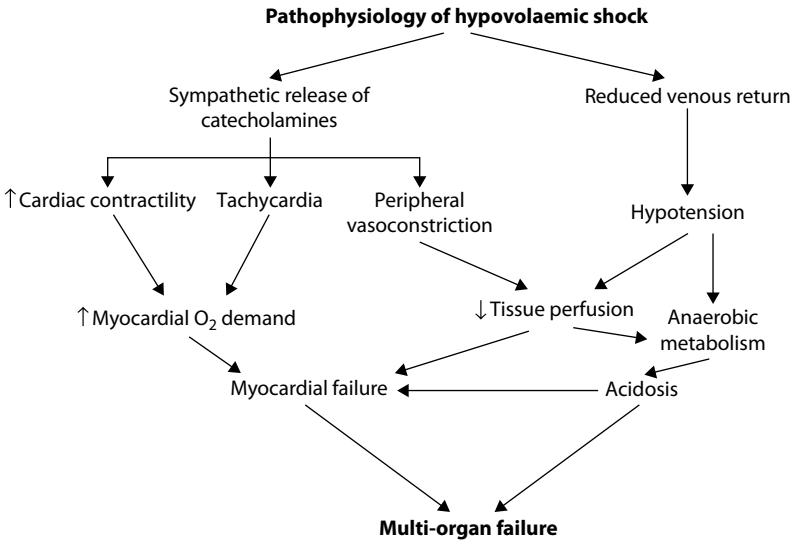 Pathophysiology of hypovolaemic shock
Sympathetic release of
catecholamines
Reduced venous return
↑Cardiac contractility
Tachycardia
Peripheral
vasoconstriction
Hypotension
↑Myocardial O₂ demand
↓Tissue perfusion
Anaerobic
metabolism
Myocardial failure
Acidosis
Multi-organ failure